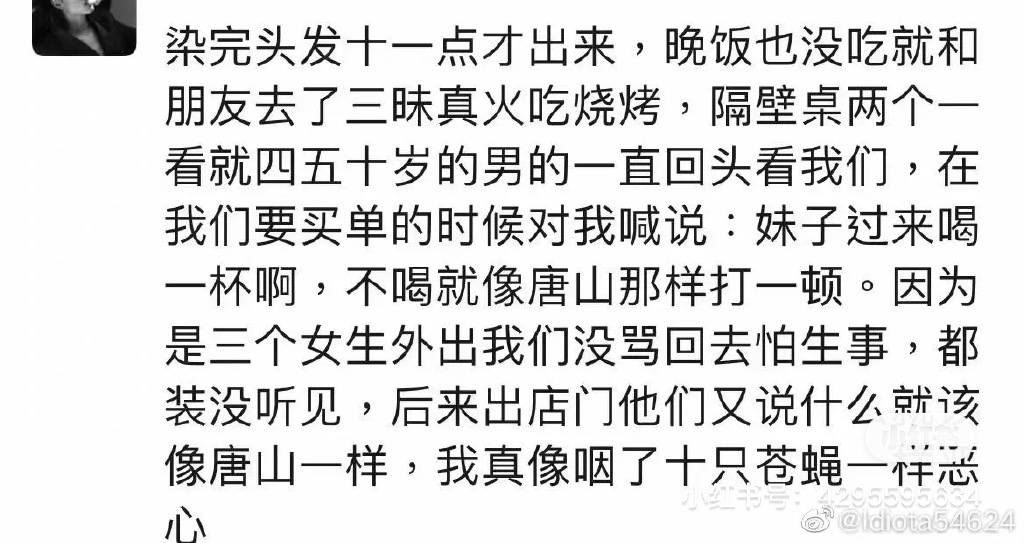 染完头发十一点才出来，晚饭也没吃就和
朋友去了三昧真火吃烧烤，隔壁桌两个一
看就四五十岁的男的一直回头看我们，在
我们要买单的时候对我喊说：妹子过来喝
一杯啊，不喝就像唐山那样打一顿。因为
是三个女生外出我们没骂回去怕生事，都
装没听见，后来出店门他们又说什么就该
像唐山一样，我真像咽了十只苍蝇一样恶
心
小红书号：4295595634
@Idiota54624